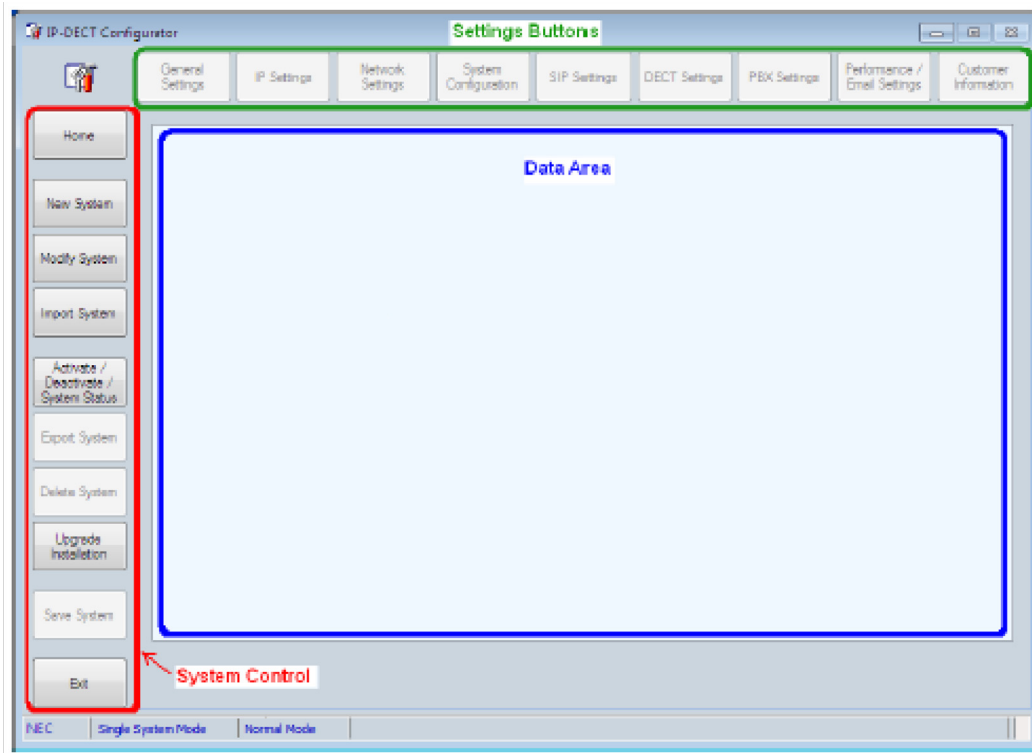 IP-DECT Configurator
Settings Buttons
General
Settings
IP Settings
Network
Settings
System
Configuration
SIP Settings
DECT Settings
PBX Settings
Performance /
Email Settings
Customer
Information
Home
New System
Modify System
Import System
Activate /
Deactivate /
System Status
Export System
Delete System
Upgrade
Installation
Save System
Exit
Data Area
System Control
NEC
Single System Mode
Normal Mode